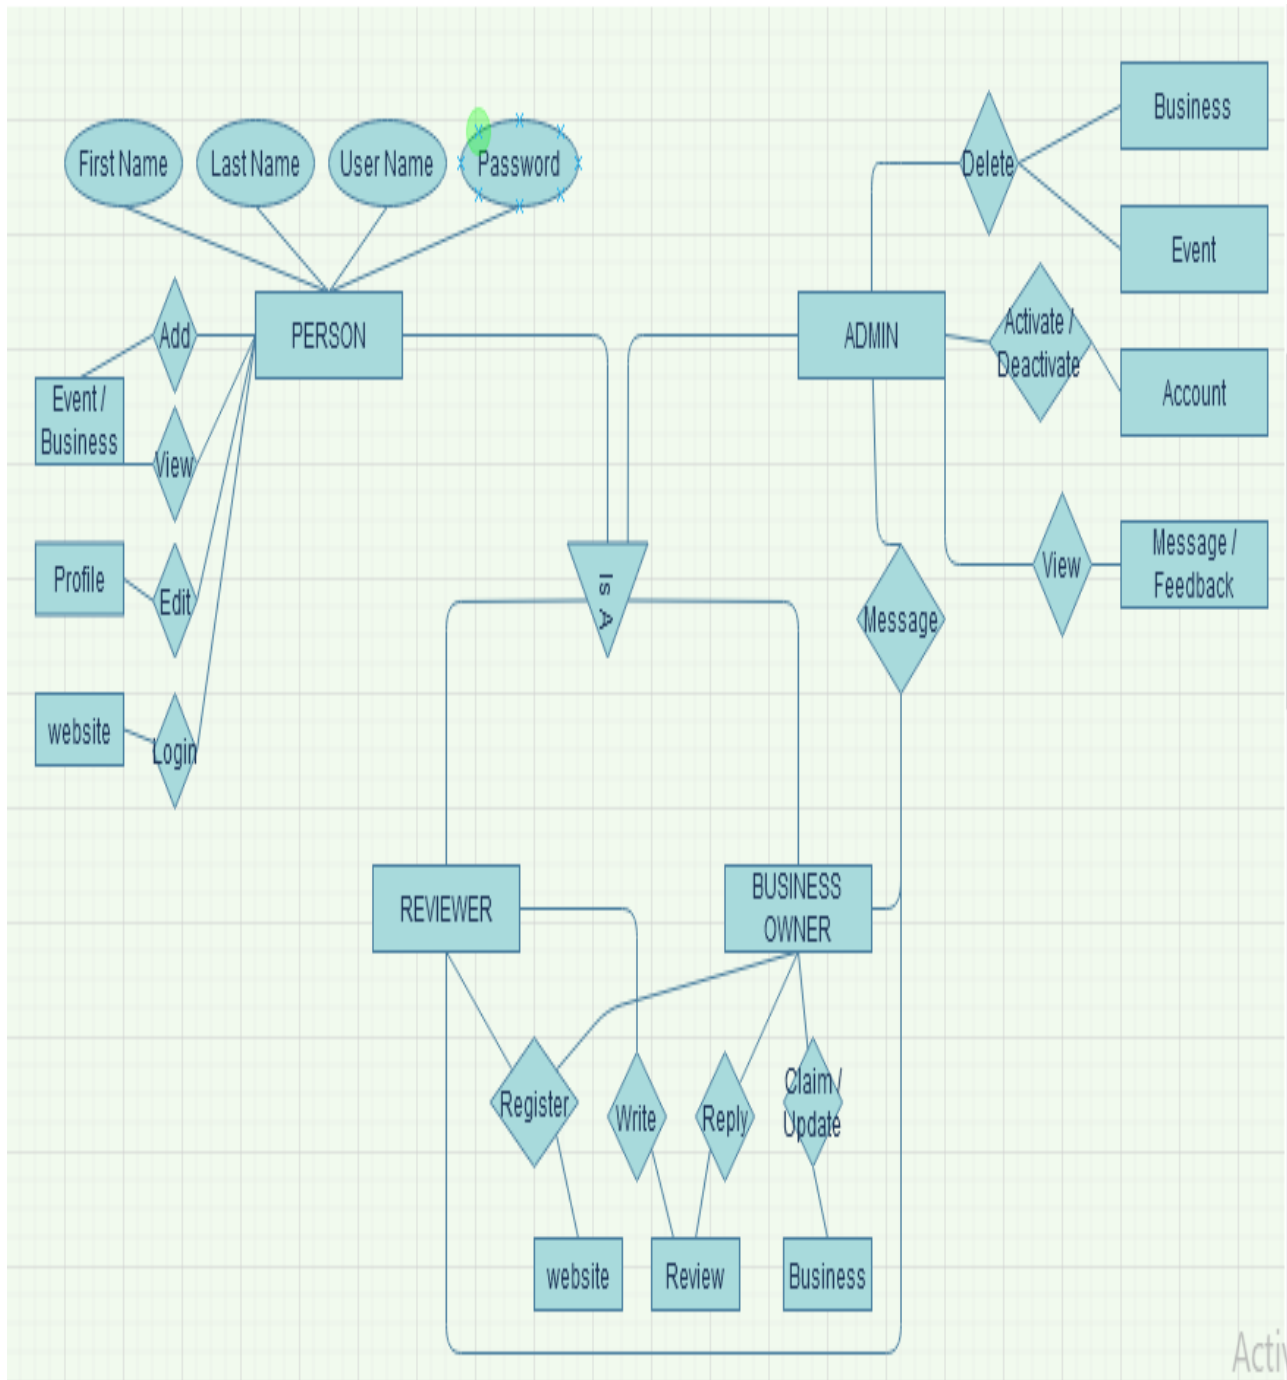 First Name
Last Name
User Name
Password
Business
Delete
Event
Add
PERSON
ADMIN
Activate /
Deactivate
Account
Event /
Business
View
Profile
Edit
Is A
Message
View
Message /
Feedback
website
Login
REVIEWER
BUSINESS
OWNER
Register
Write
Reply
Claim /
Update
website
Review
Business